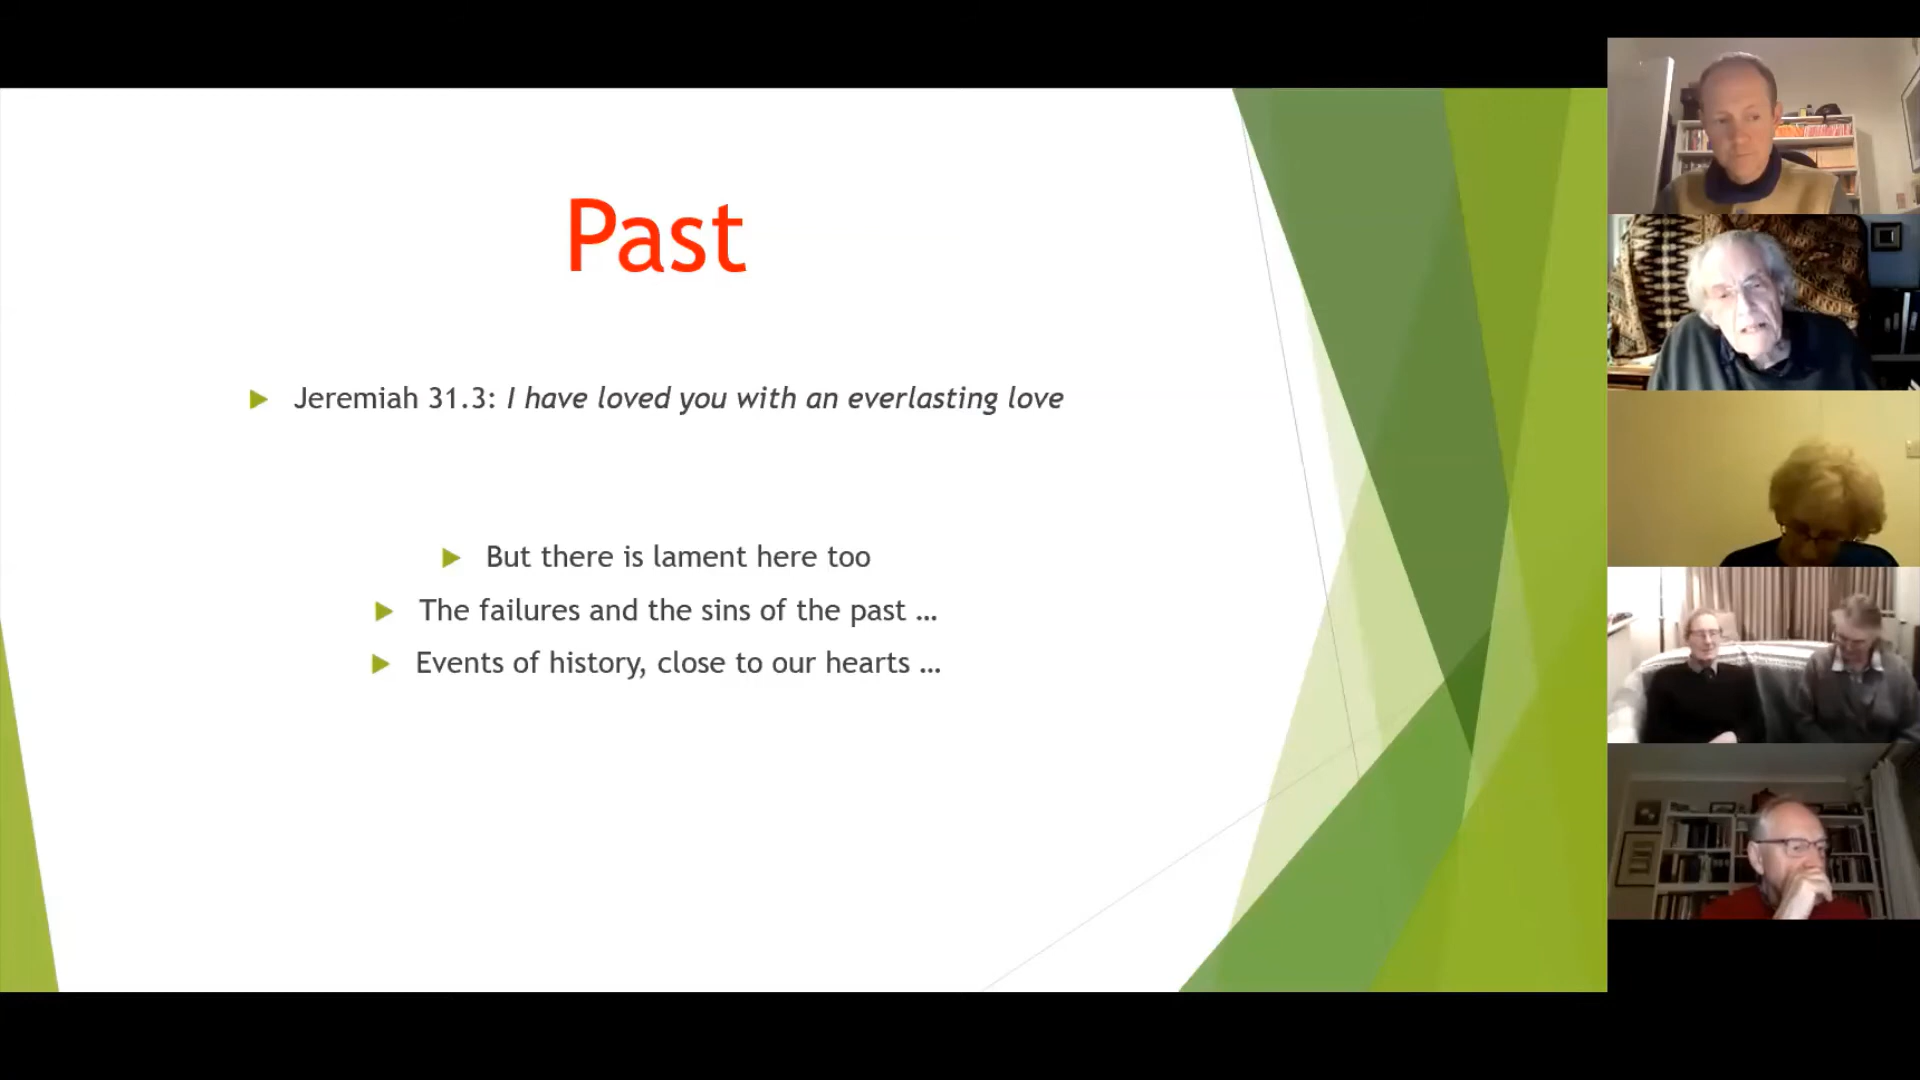 Past
Jeremiah 31.3: I have loved you with an everlasting love
But there is lament here too
The failures and the sins of the past ...
Events of history, close to our hearts ...